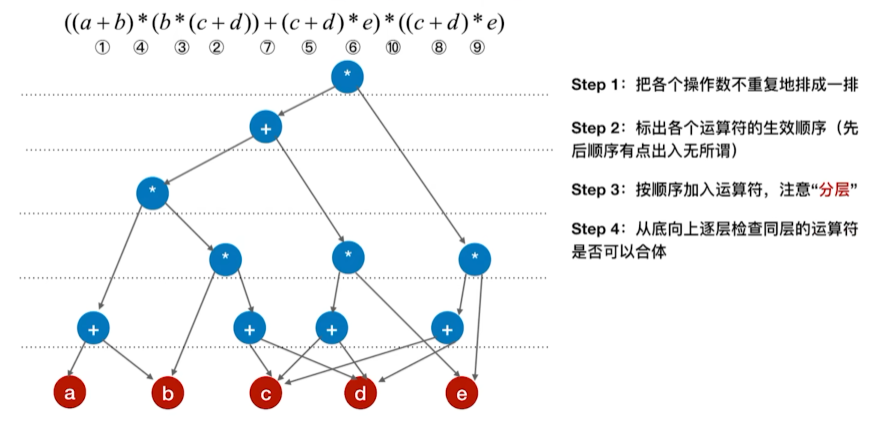 ((a+b)*(b*(c+d))+(c+d)*e)*((c+d)*e)
① ④ ③ ② ⑦ ⑤ ⑥ ⑩ ⑧ ⑨
*
Step 1：把各个操作数不重复地排成一排
+
Step 2：标出各个运算符的生效顺序（先
后顺序有点出入无所谓）
*
Step 3：按顺序加入运算符，注意“分层”
Step 4：从底向上逐层检查同层的运算符
是否可以合体
* * *
+ + + +
a b c d e